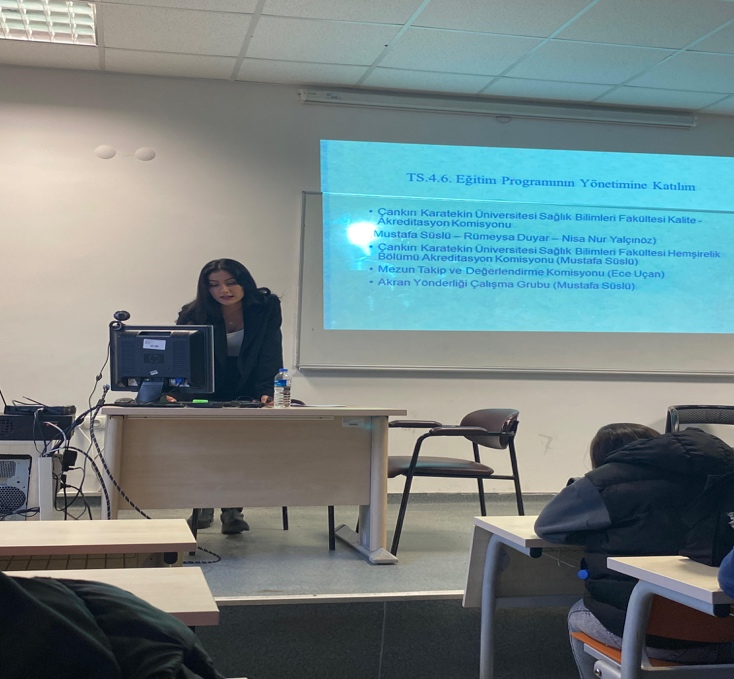 TS.4.6. Eğitim Programının Yönetimine Katılım
• Çankırı Karatekin Üniversitesi Sağlık Bilimleri Fakültesi Kalite -
Akreditasyon Komisyonu
Mustafa Süslü – Rümeysa Duyar – Nisa Nur Yalçınöz)
• Çankırı Karatekin Üniversitesi Sağlık Bilimleri Fakültesi Hemşirelik
Bölümü Akreditasyon Komisyonu (Mustafa Süslü)
• Mezun Takip ve Değerlendirme Komisyonu (Ece Uçan)
• Akran Yönderliği Çalışma Grubu (Mustafa Süslü)
hp